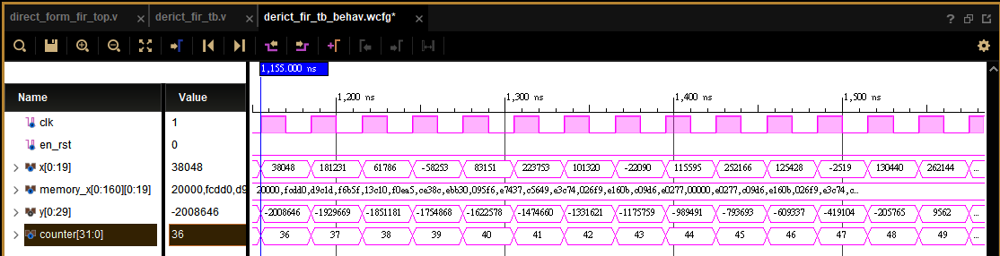 direct_form_fir_top.v × derict_fir_tb.v × derict_fir_tb_behav.wcfg* × ?
1,155.000 ns
Name Value 1,200 ns 1,300 ns 1,400 ns 1,500 ns
clk 1
en_rst 0
x[0:19] 38048 38048 181231 61786 -58253 83151 223753 101320 -22090 115595 252166 125428 -2519 130440 262144 ...
memory_x[0:160][0:19] 20000,fcdd0,d9 20000,fcdd0,d9c1d,f6b5f,13c10,f0ea5,ce38c,ebb30,095f6,e7437,c5649,e3c74,026f9,e160b,c09d6,e0277,00000,e0277,c09d6,e160b,026f9,e3c74,c...
y[0:29] -2008646 -2008646 -1929669 -1851181 -1754868 -1622578 -1474660 -1331621 -1175759 -989491 -793693 -609337 -419104 -205765 9562 ...
counter[31:0] 36 36 37 38 39 40 41 42 43 44 45 46 47 48 49 ...